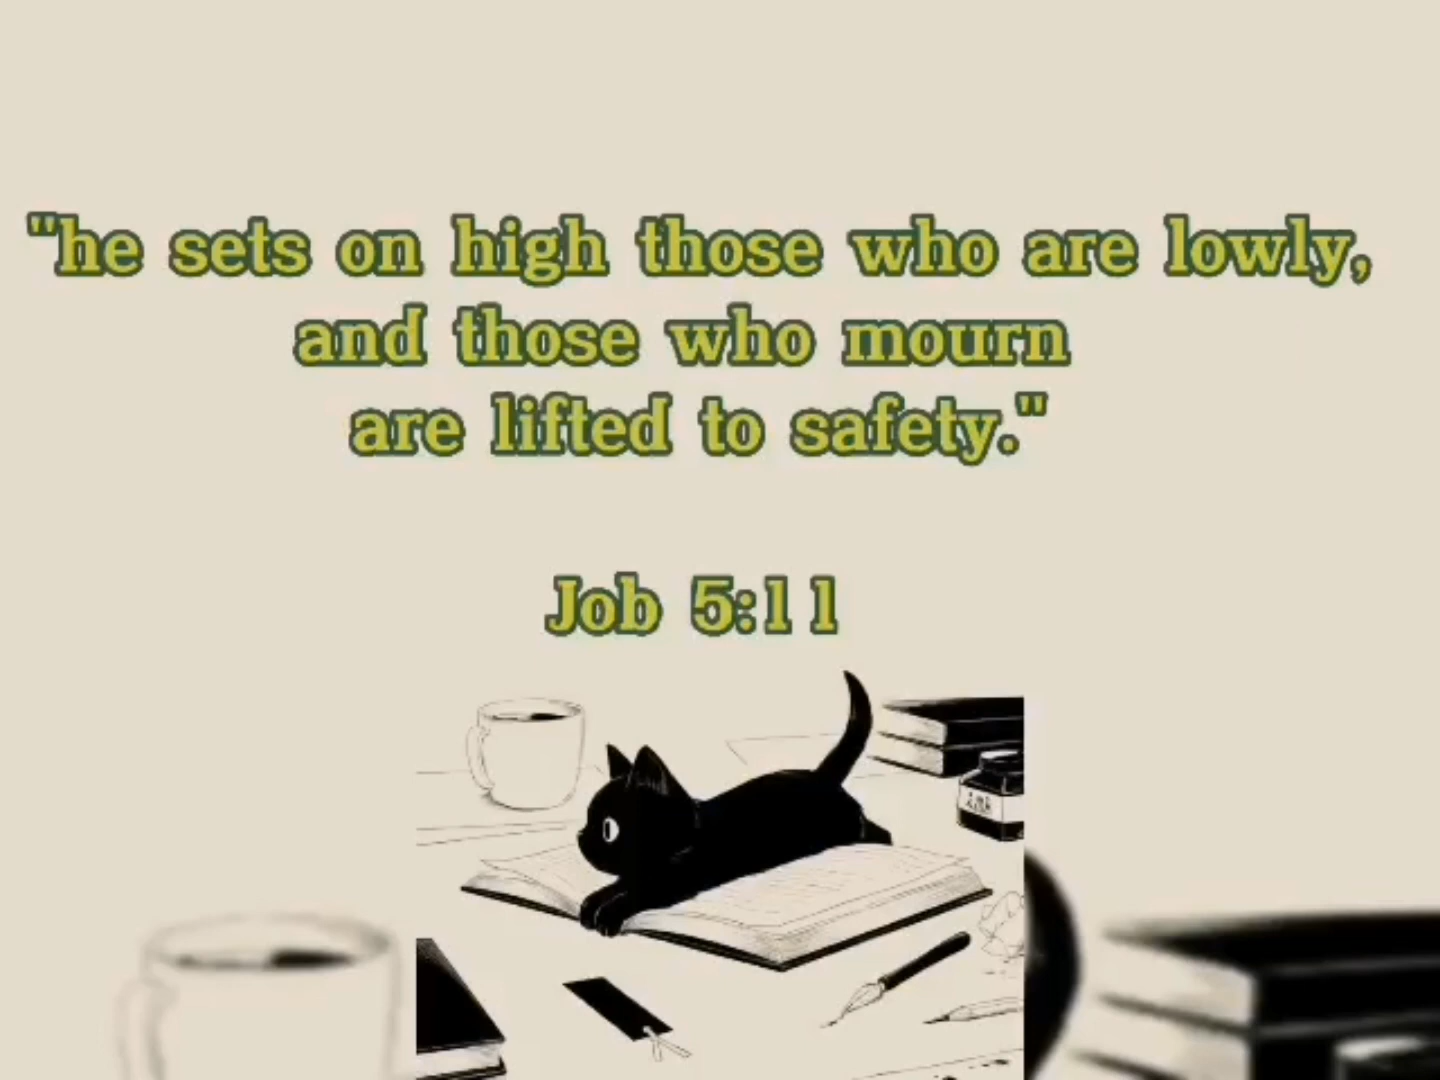 "he sets on high those who are lowly,
and those who mourn
are lifted to safety."
Job 5:11
Ink